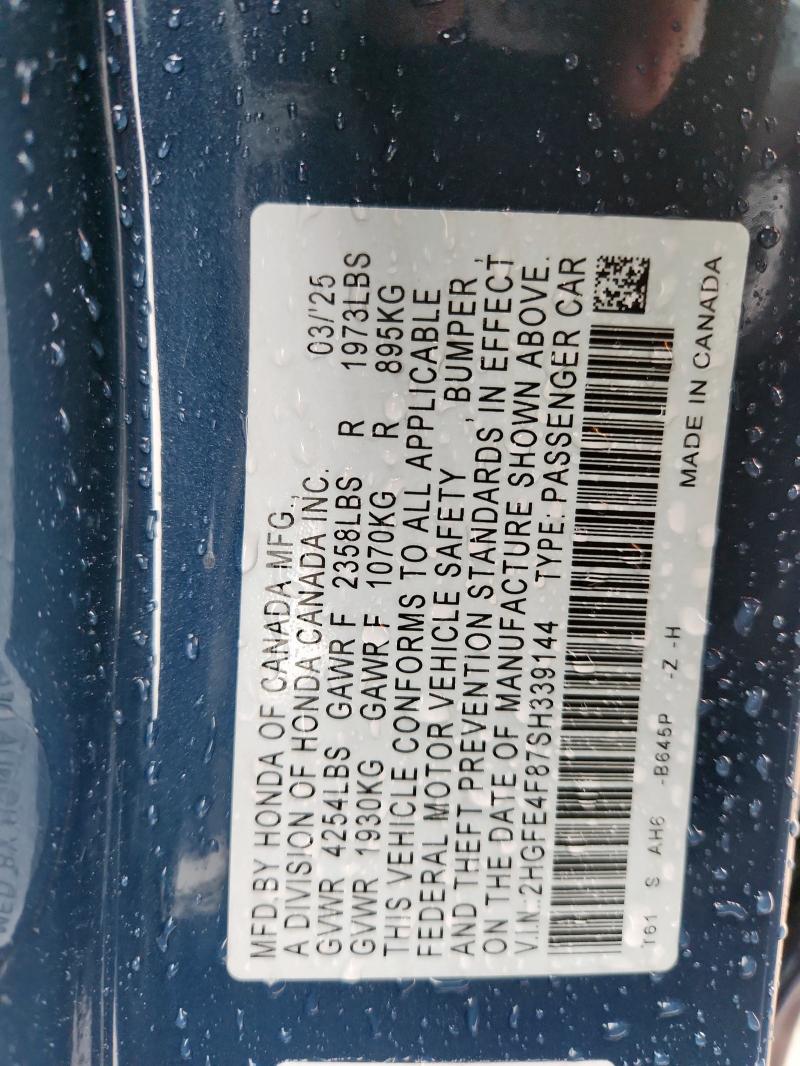 MFD.BY HONDA OF CANADA MFG.,
A DIVISION OF HONDA CANADA INC. 03/'25
GVWR 4254LBS GAWR F 2358LBS R 1973LBS
GVWR 1930KG GAWR F 1070KG R 895KG
THIS VEHICLE CONFORMS TO ALL APPLICABLE
FEDERAL MOTOR VEHICLE SAFETY , BUMPER ,
AND THEFT PREVENTION STANDARDS IN EFFECT
ON THE DATE OF MANUFACTURE SHOWN ABOVE.
V.I.N.:2HGFE4F87SH339144 TYPE:PASSENGER CAR
T61 S AH6 -B645P -Z -H
MADE IN CANADA